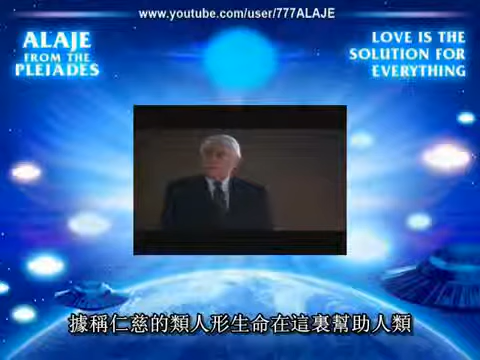 www.youtube.com/user/777ALAJE
ALAJE
FROM THE
PLEJADES
LOVE IS THE
SOLUTION FOR
EVERYTHING
據稱仁慈的類人形生命在這裏幫助人類